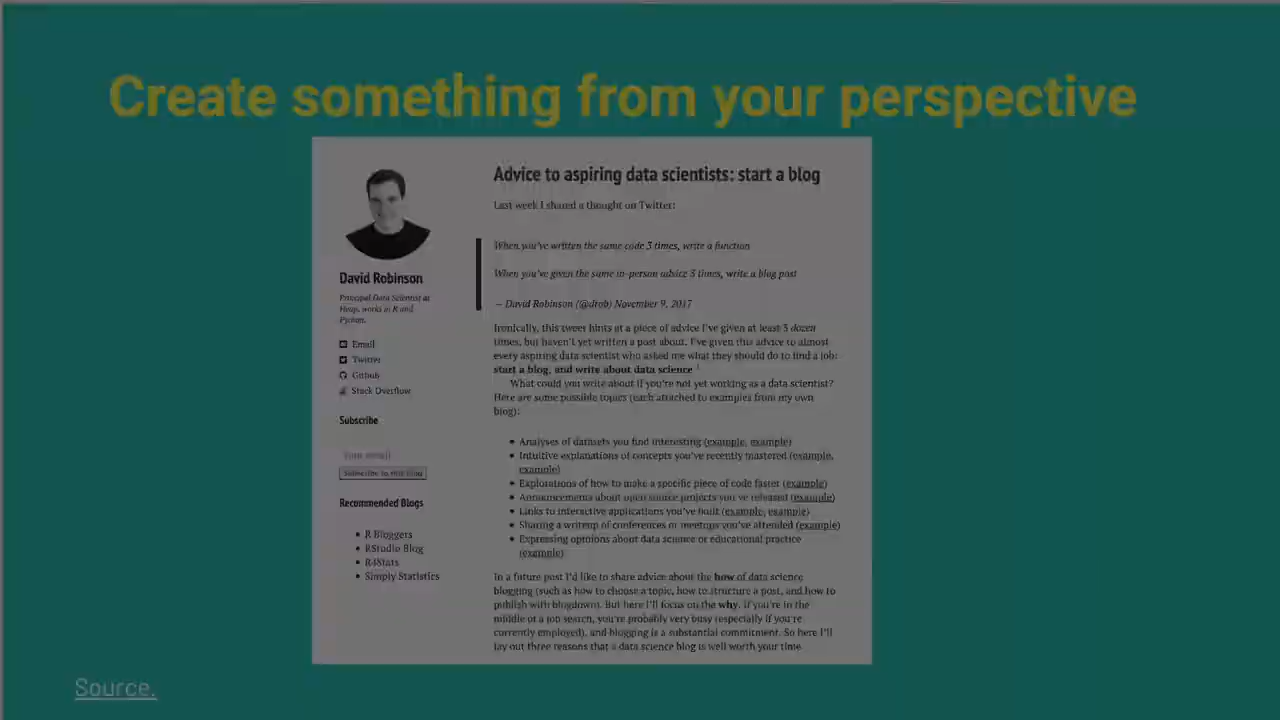 Create something from your perspective
David Robinson
Principal Data Scientist at
Heap, works in R and
Python.
Email
Twitter
Github
Stack Overflow
Subscribe
Your email
Subscribe to this blog
Recommended Blogs
R Bloggers
RStudio Blog
R4Stats
Simply Statistics
Advice to aspiring data scientists: start a blog
Last week I shared a thought on Twitter:
When you've written the same code 3 times, write a function
When you've given the same in-person advice 3 times, write a blog post
— David Robinson (@drob) November 9, 2017
Ironically, this tweet hints at a piece of advice I've given at least 3 dozen
times, but haven't yet written a post about. I've given this advice to almost
every aspiring data scientist who asked me what they should do to find a job:
start a blog, and write about data science 1
What could you write about if you're not yet working as a data scientist?
Here are some possible topics (each attached to examples from my own
blog):
Analyses of datasets you find interesting (example, example)
Intuitive explanations of concepts you've recently mastered (example,
example)
Explorations of how to make a specific piece of code faster (example)
Announcements about open source projects you've released (example)
Links to interactive applications you've built (example, example)
Sharing a writeup of conferences or meetups you've attended (example)
Expressing opinions about data science or educational practice
(example)
In a future post I'd like to share advice about the how of data science
blogging (such as how to choose a topic, how to structure a post, and how to
publish with blogdown). But here I'll focus on the why. If you're in the
middle of a job search, you're probably very busy (especially if you're
currently employed), and blogging is a substantial commitment. So here I'll
lay out three reasons that a data science blog is well worth your time.
Source.